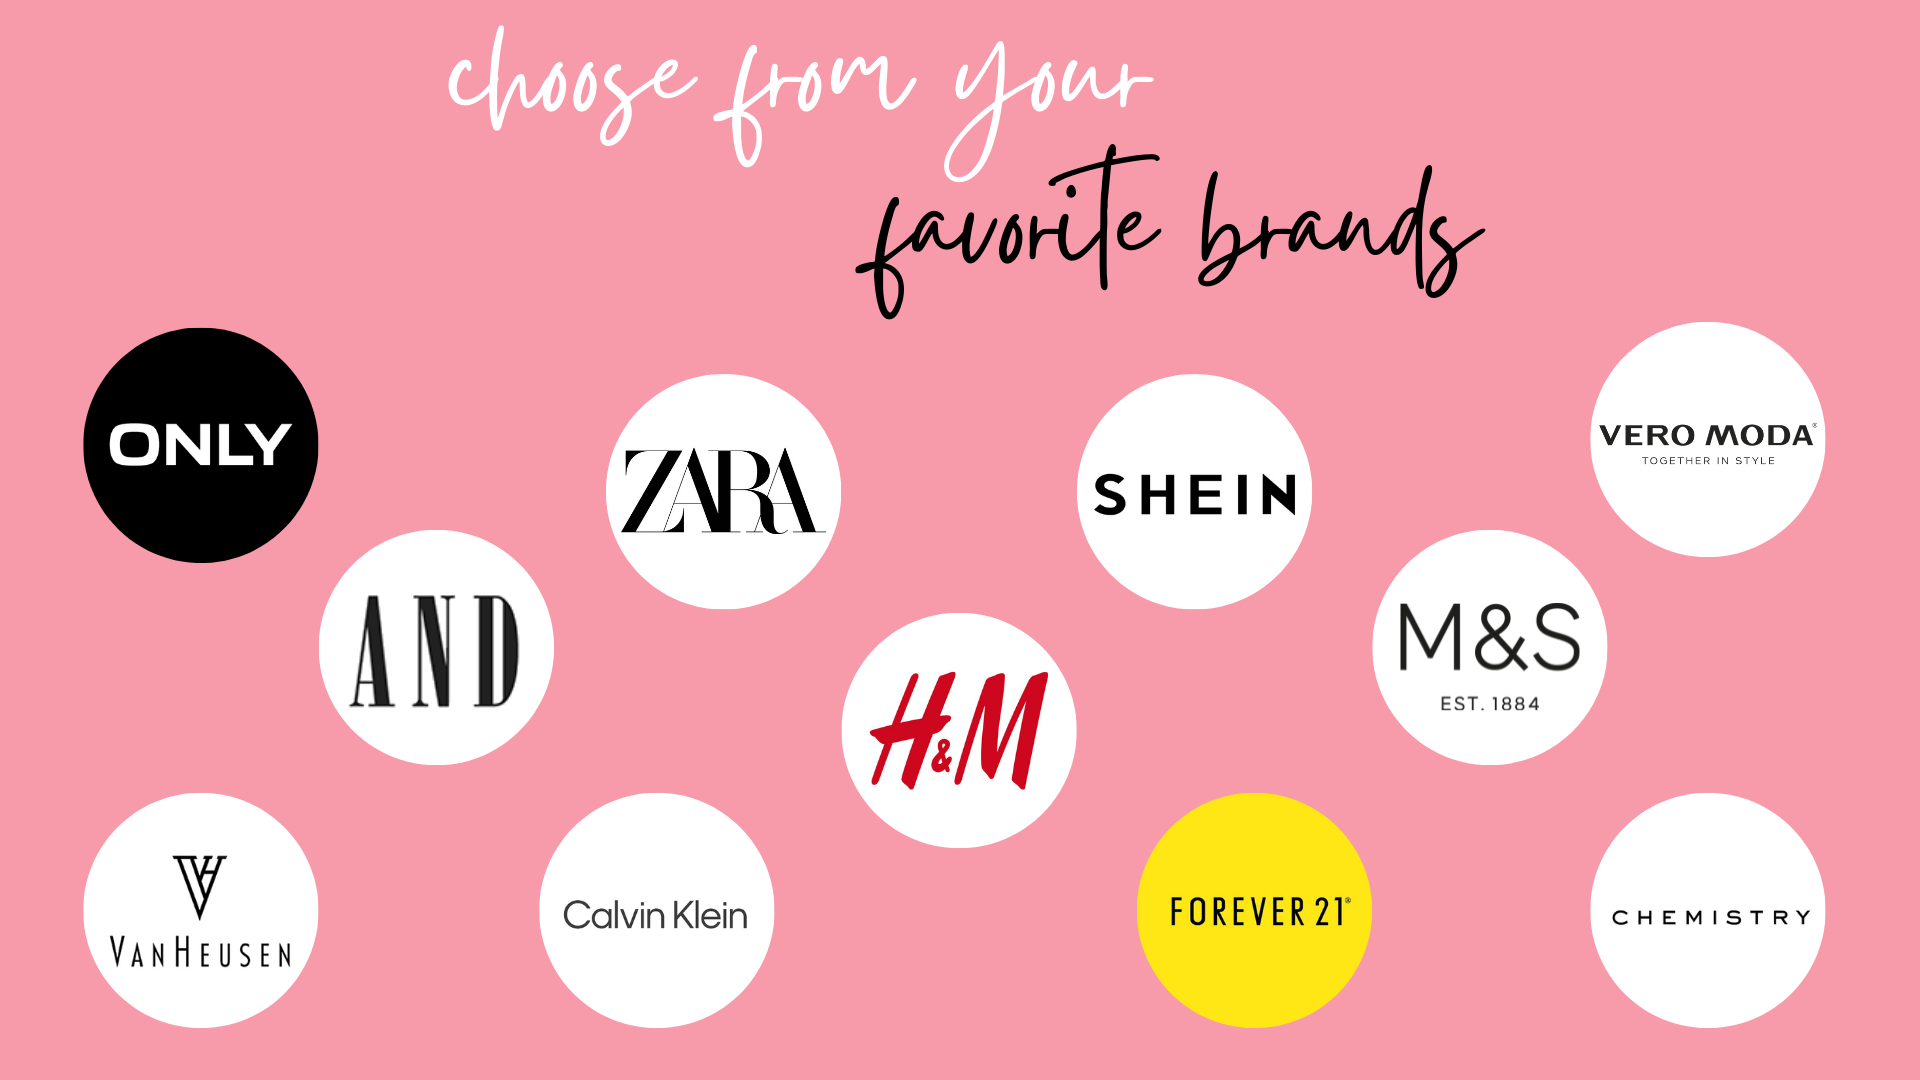 choose from your
favorite brands
ONLY
ZARA
SHEIN
VERO MODA®
TOGETHER IN STYLE
AND
H&M
M&S
EST. 1884
VH
VANHEUSEN
Calvin Klein
FOREVER 21®
CHEMISTRY